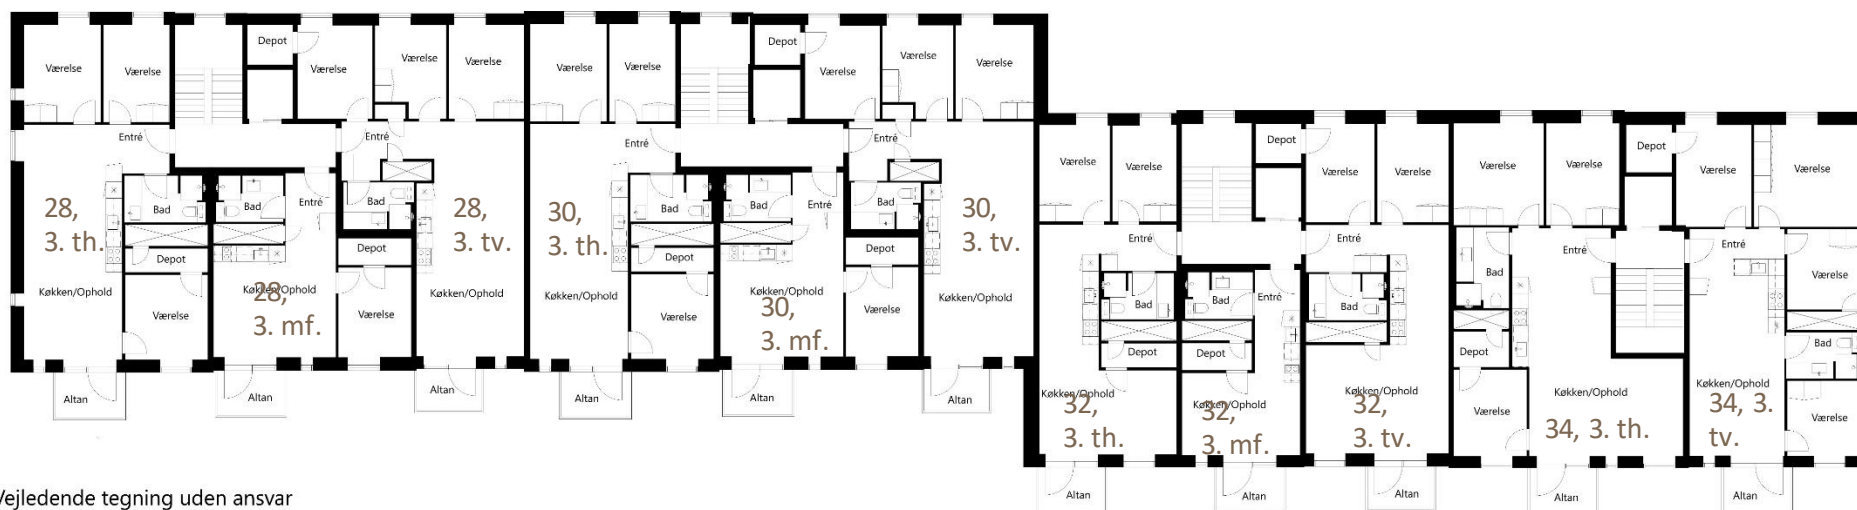 Værelse
Værelse
Depot
Værelse
Værelse
Værelse
Værelse
Værelse
Depot
Værelse
Værelse
Værelse
Entré
Entré
Entré
Entré
Værelse
Værelse
Depot
Værelse
Værelse
Værelse
Værelse
Depot
Værelse
Værelse
Bad
Bad
Entré
Bad
Bad
Bad
Entré
Bad
28,
3. th.
28,
3. tv.
30,
3. th.
30,
3. tv.
Entré
Entré
Entré
Entré
Depot
Depot
Depot
Depot
Køkken/Ophold
Køkken/Ophold
28,
3. mf.
Køkken/Ophold
Køkken/Ophold
Køkken/Ophold
30,
3. mf.
Køkken/Ophold
Værelse
Værelse
Værelse
Værelse
Bad
Bad
Entré
Bad
Bad
Værelse
Depot
Depot
Depot
Bad
Altan
Altan
Altan
Altan
Altan
Altan
Køkken/Ophold
32,
3. th.
Køkken/Ophold
32,
3. mf.
Køkken/Ophold
32,
3. tv.
Værelse
Køkken/Ophold
34, 3. th.
Køkken/Ophold
34, 3.
tv.
Værelse
Altan
Altan
Altan
Altan
Altan
Vejledende tegning uden ansvar